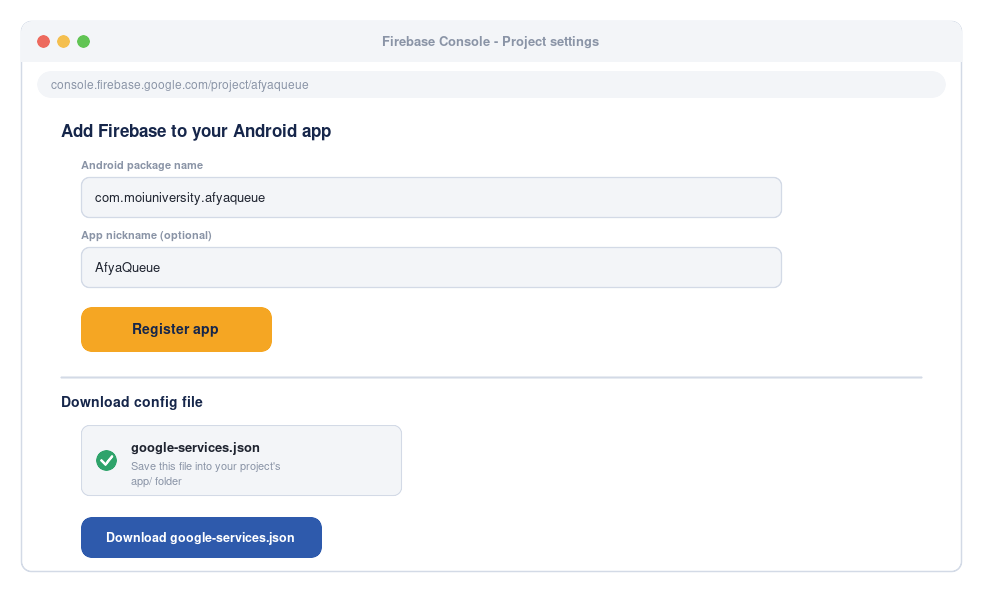 Firebase Console - Project settings
console.firebase.google.com/project/afyaqueue
Add Firebase to your Android app
Android package name
com.moiuniversity.afyaqueue
App nickname (optional)
AfyaQueue
Register app
Download config file
google-services.json
Save this file into your project's
app/ folder
Download google-services.json